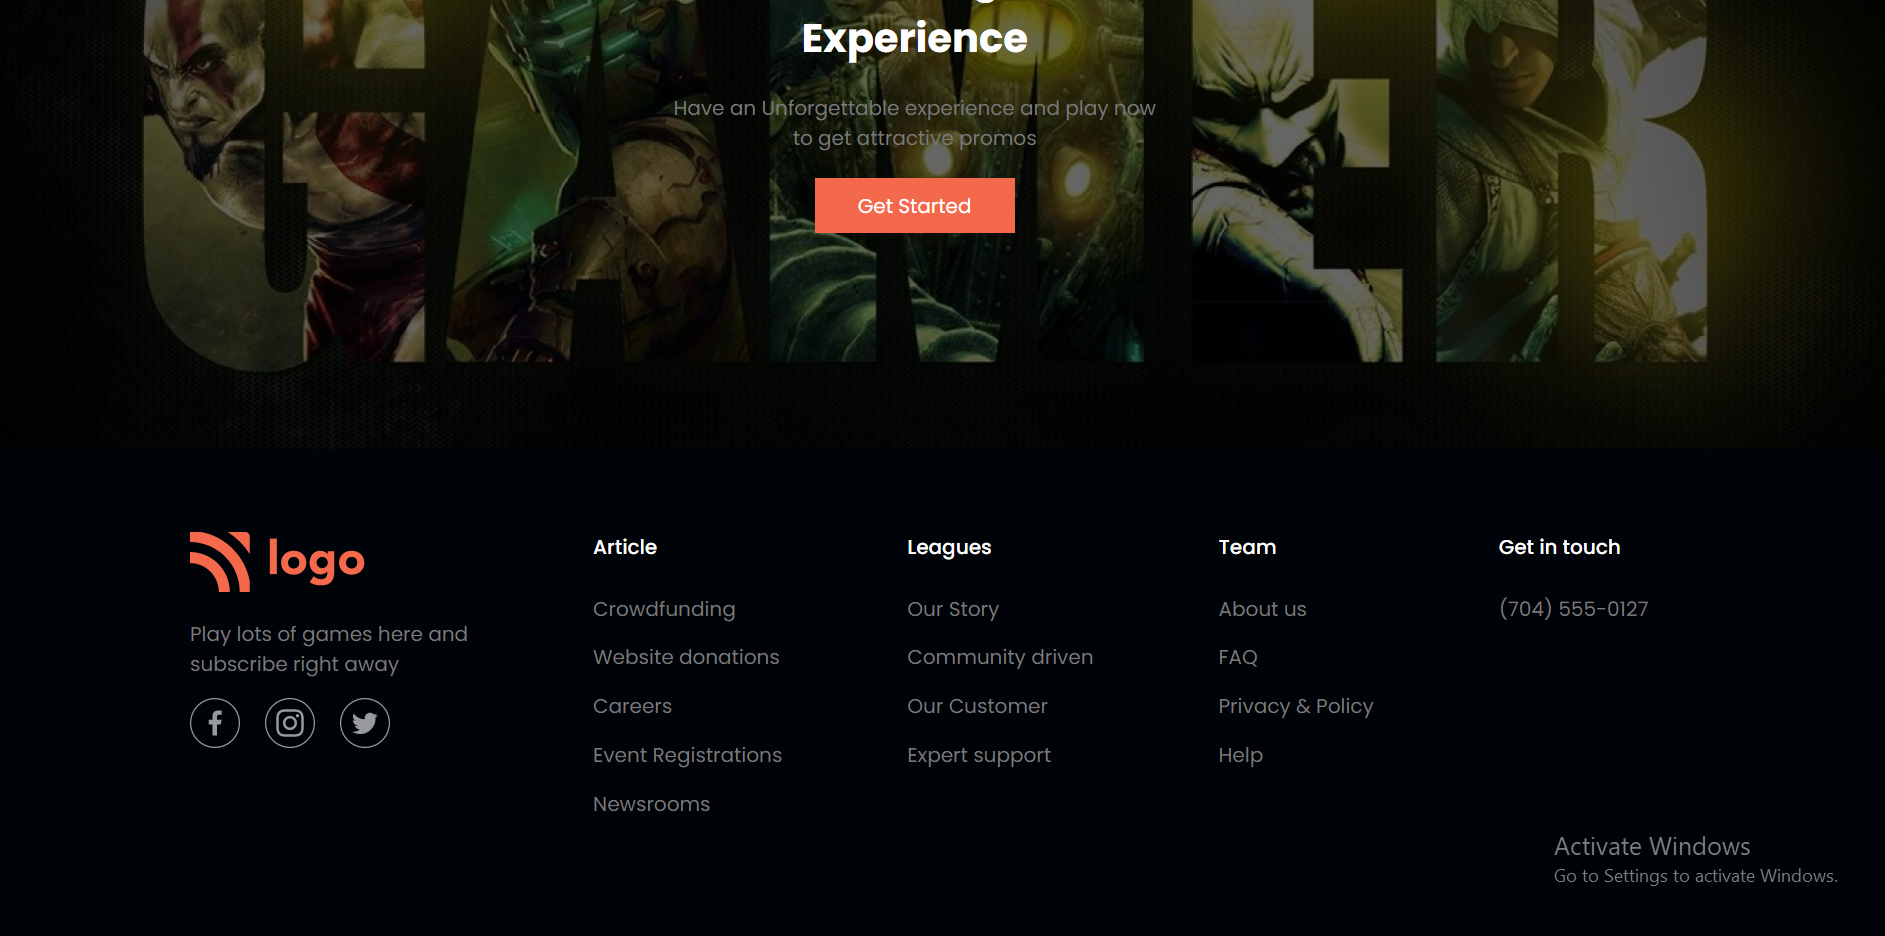 GAMER
Experience
Have an Unforgettable experience and play now
to get attractive promos
Get Started
logo
Play lots of games here and
subscribe right away
Article
Crowdfunding
Website donations
Careers
Event Registrations
Newsrooms
Leagues
Our Story
Community driven
Our Customer
Expert support
Team
About us
FAQ
Privacy & Policy
Help
Get in touch
(704) 555-0127
Activate Windows
Go to Settings to activate Windows.